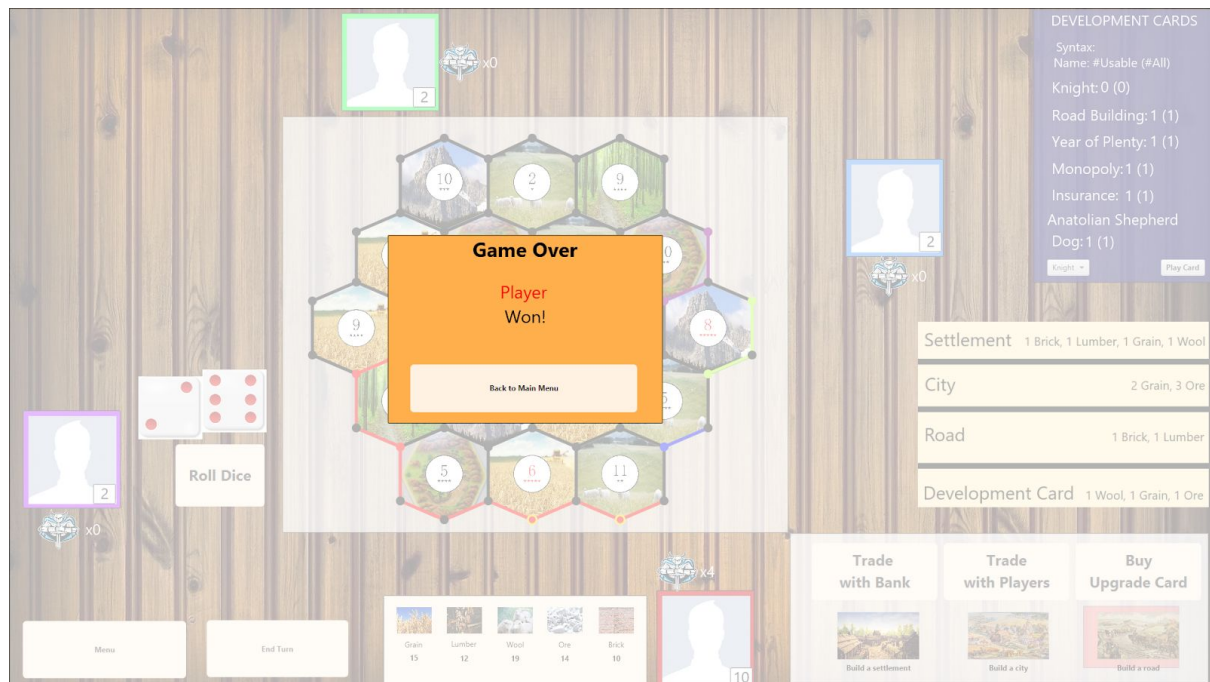 DEVELOPMENT CARDS
Syntax:
Name: #Usable (#All)
Knight: 0 (0)
Road Building: 1 (1)
Year of Plenty: 1 (1)
Monopoly: 1 (1)
Insurance: 1 (1)
Anatolian Shepherd
Dog: 1 (1)
Knight
Play Card
x0
2
10
2
9
2
x0
Game Over
Player
Won!
Back to Main Menu
0
9
8
5
5
6
11
Settlement 1 Brick, 1 Lumber, 1 Grain, 1 Wool
City 2 Grain, 3 Ore
Road 1 Brick, 1 Lumber
Development Card 1 Wool, 1 Grain, 1 Ore
2
x0
Roll Dice
x4
10
Menu
End Turn
Grain Lumber Wool Ore Brick
15 12 19 14 10
Trade
with Bank
Trade
with Players
Buy
Upgrade Card
Build a settlement
Build a city
Build a road